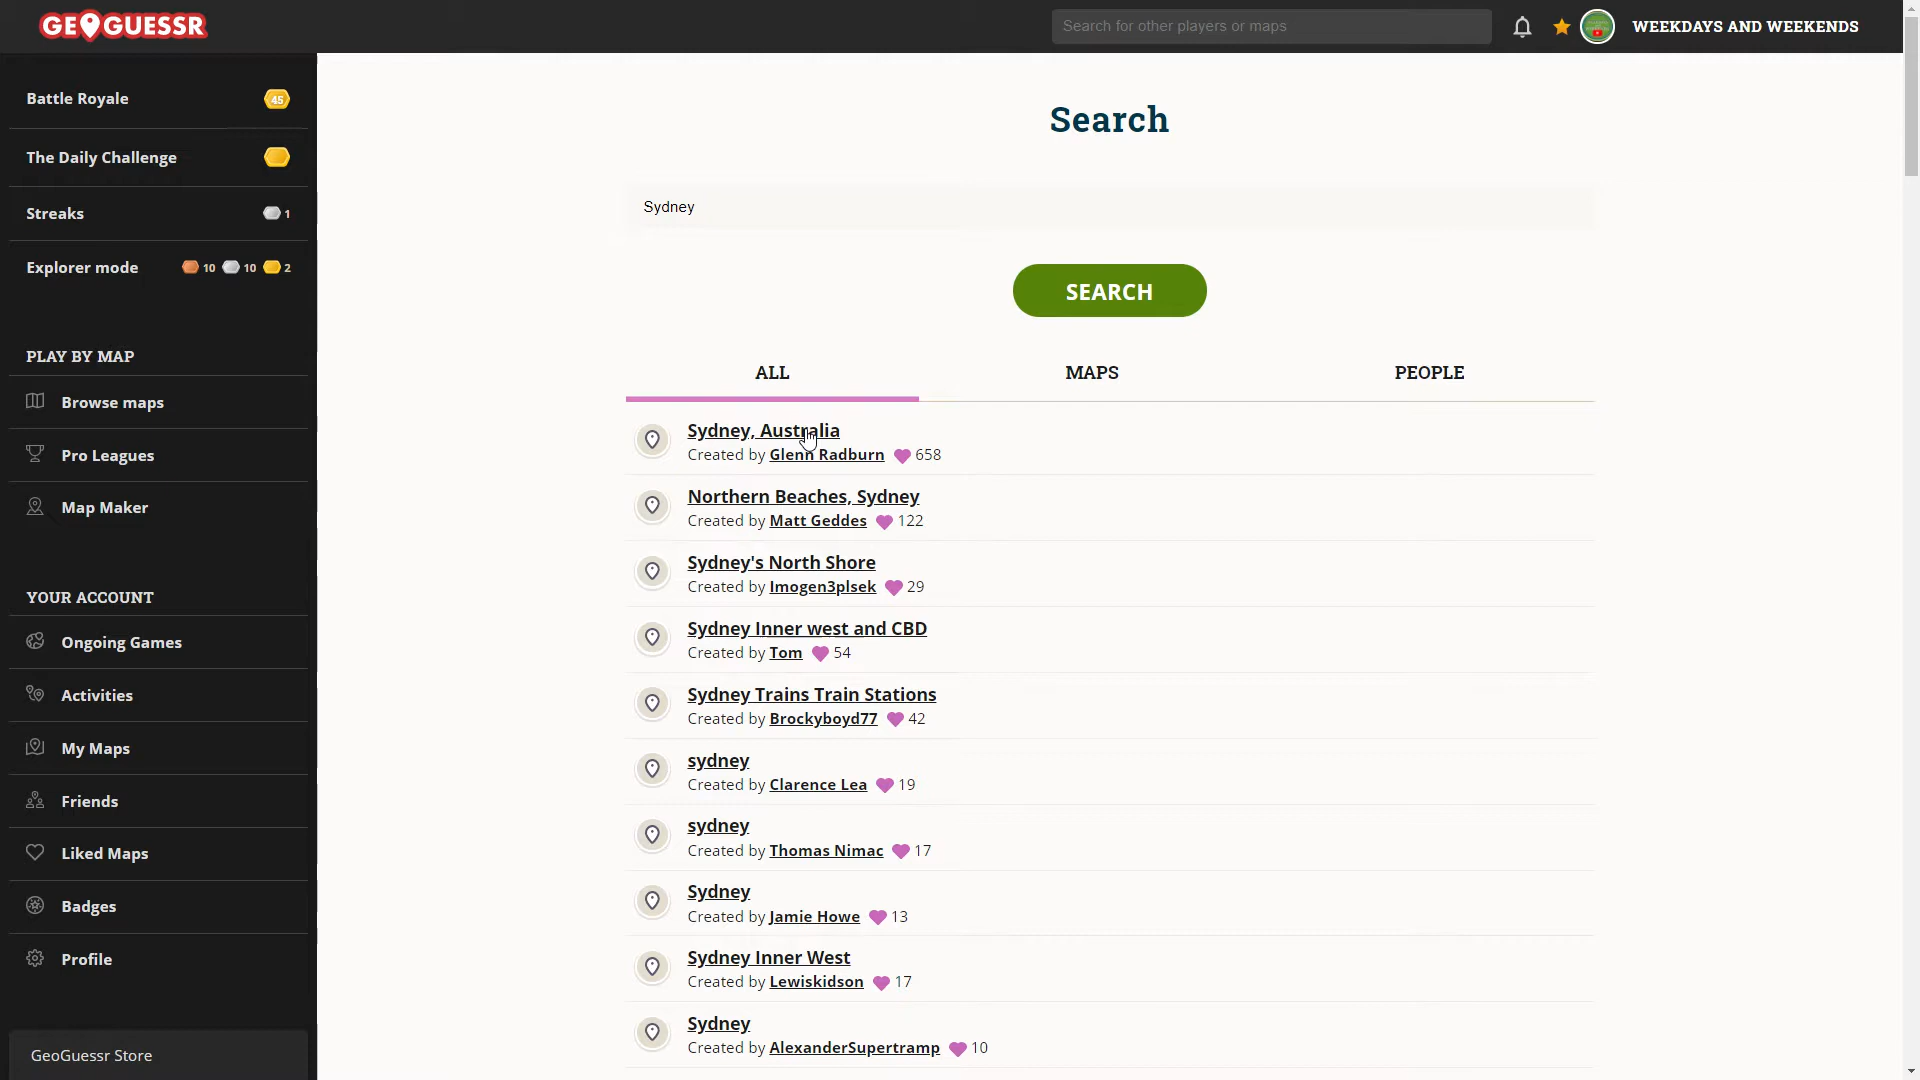 GEOGUESSR
Search for other players or maps
WEEKDAYS AND WEEKENDS
Battle Royale 45
The Daily Challenge
Streaks 1
Explorer mode 10 10 2
PLAY BY MAP
Browse maps
Pro Leagues
Map Maker
YOUR ACCOUNT
Ongoing Games
Activities
My Maps
Friends
Liked Maps
Badges
Profile
GeoGuessr Store
Search
Sydney
SEARCH
ALL MAPS PEOPLE
Sydney, Australia
Created by Glenn Radburn 658
Northern Beaches, Sydney
Created by Matt Geddes 122
Sydney's North Shore
Created by Imogen3plsek 29
Sydney Inner west and CBD
Created by Tom 54
Sydney Trains Train Stations
Created by Brockyboyd77 42
sydney
Created by Clarence Lea 19
sydney
Created by Thomas Nimac 17
Sydney
Created by Jamie Howe 13
Sydney Inner West
Created by Lewiskidson 17
Sydney
Created by AlexanderSupertramp 10